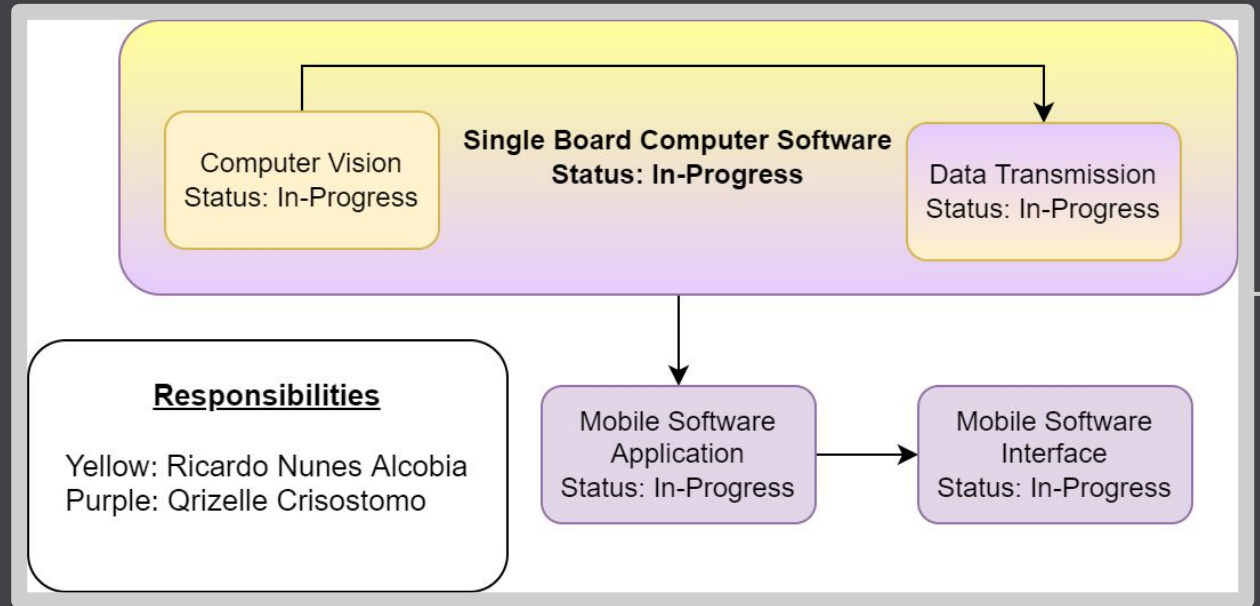 Single Board Computer Software
Status: In-Progress
Computer Vision
Status: In-Progress
Data Transmission
Status: In-Progress
Responsibilities
Yellow: Ricardo Nunes Alcobia
Purple: Qrizelle Crisostomo
Mobile Software
Application
Status: In-Progress
Mobile Software
Interface
Status: In-Progress